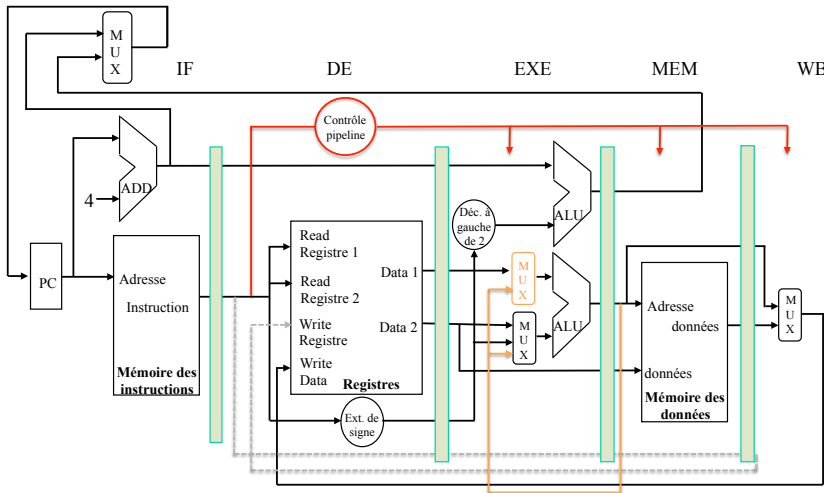 M
U
X
IF
DE
EXE
MEM
WB
Contrôle
pipeline
4
ADD
ALU
Déc. à
gauche
de 2
PC
Adresse
Instruction
Mémoire des
instructions
Read
Registre 1
Read
Registre 2
Write
Registre
Write
Data
Data 1
Data 2
Registres
Ext. de
signe
M
U
X
M
U
X
ALU
Adresse
données
données
Mémoire des
données
M
U
X